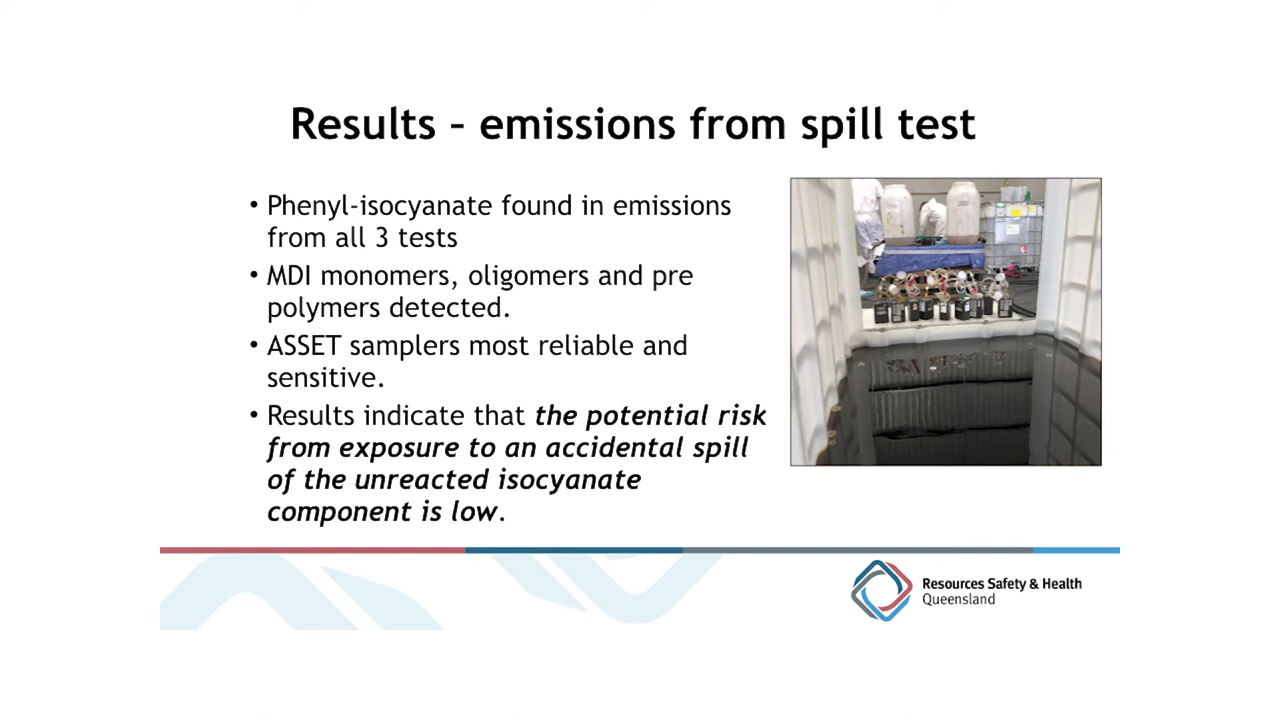 Results – emissions from spill test
• Phenyl-isocyanate found in emissions
from all 3 tests
• MDI monomers, oligomers and pre
polymers detected.
• ASSET samplers most reliable and
sensitive.
• Results indicate that the potential risk
from exposure to an accidental spill
of the unreacted isocyanate
component is low.
Resources Safety & Health
Queensland